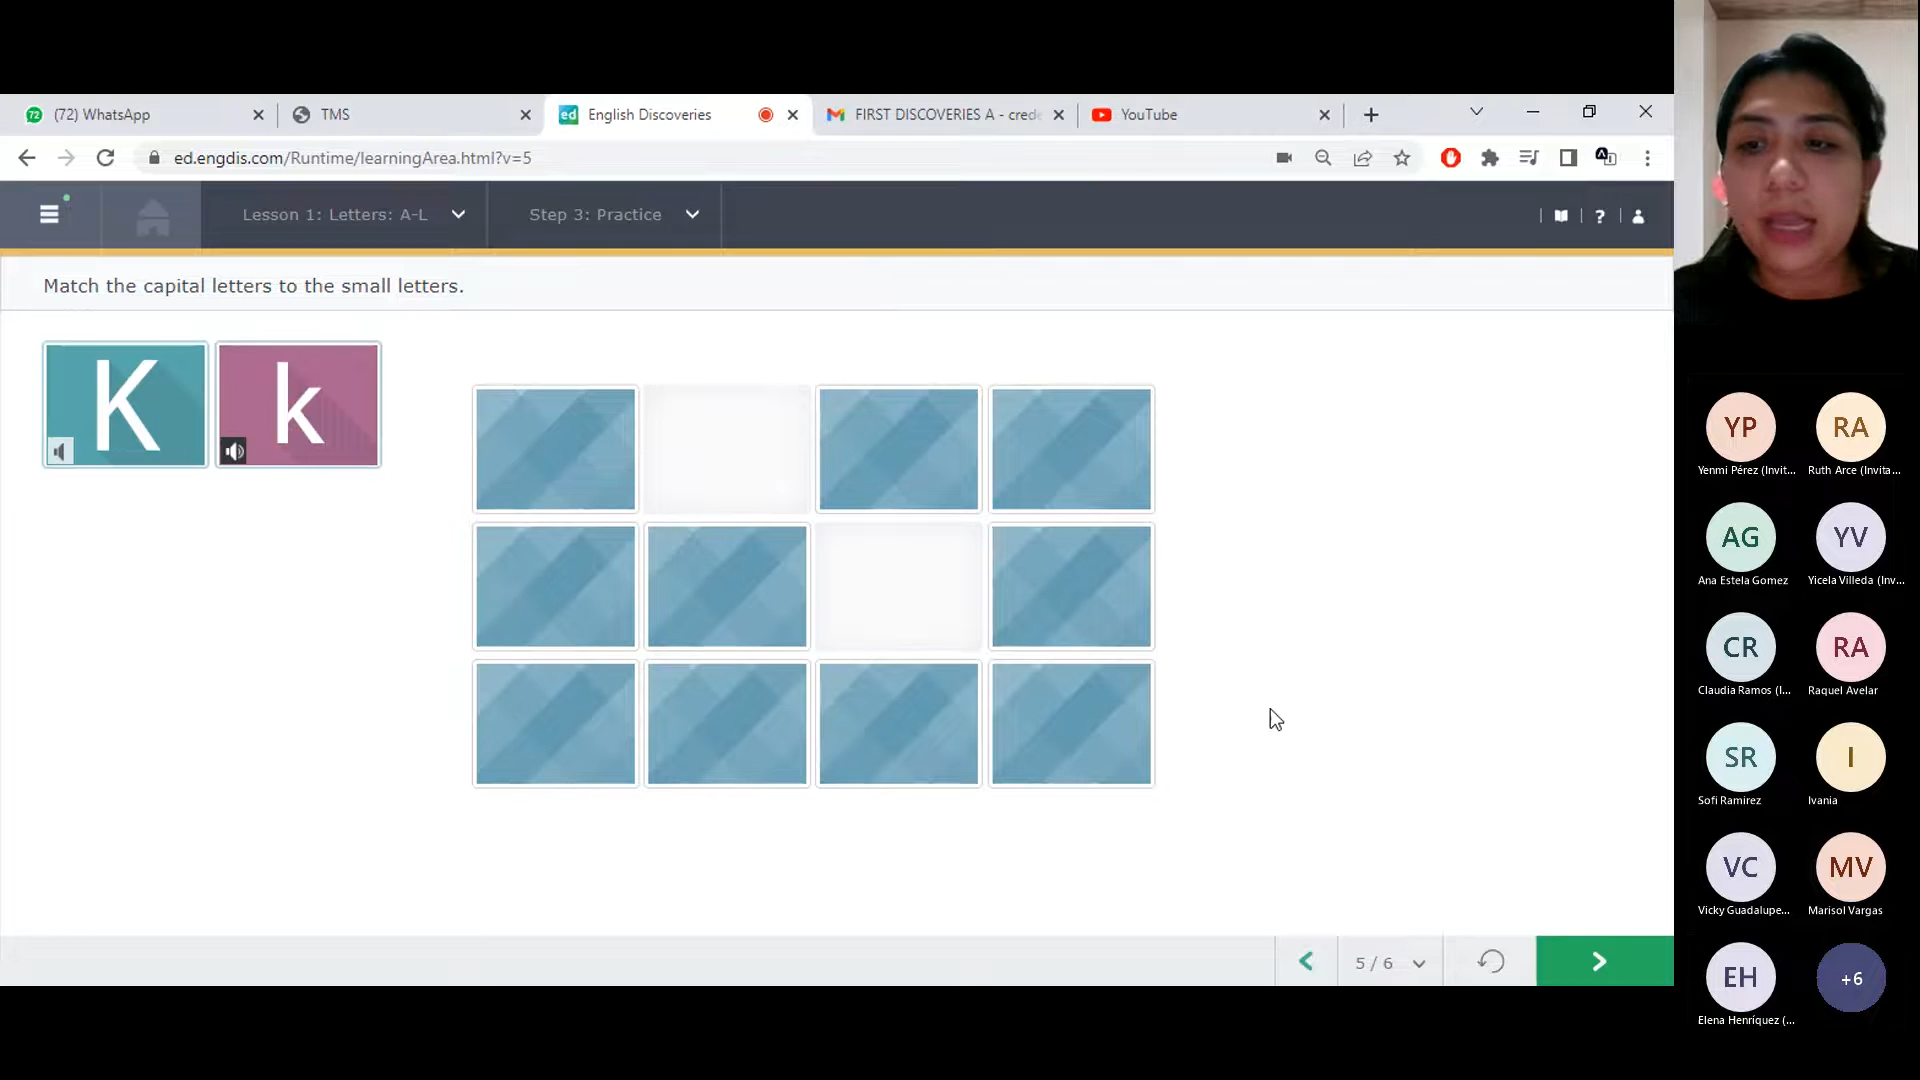 72 (72) WhatsApp
TMS
ed English Discoveries
FIRST DISCOVERIES A - crede
YouTube
ed.engdis.com/Runtime/learningArea.html?v=5
Lesson 1: Letters: A-L
Step 3: Practice
?
Match the capital letters to the small letters.
K
k
5 / 6
YP
RA
Yenmi Pérez (Invit...
Ruth Arce (Invita...
AG
YV
Ana Estela Gomez
Yicela Villeda (Inv...
CR
RA
Claudia Ramos (I...
Raquel Avelar
SR
I
Sofi Ramirez
Ivania
VC
MV
Vicky Guadalupe...
Marisol Vargas
EH
+6
Elena Henríquez (...